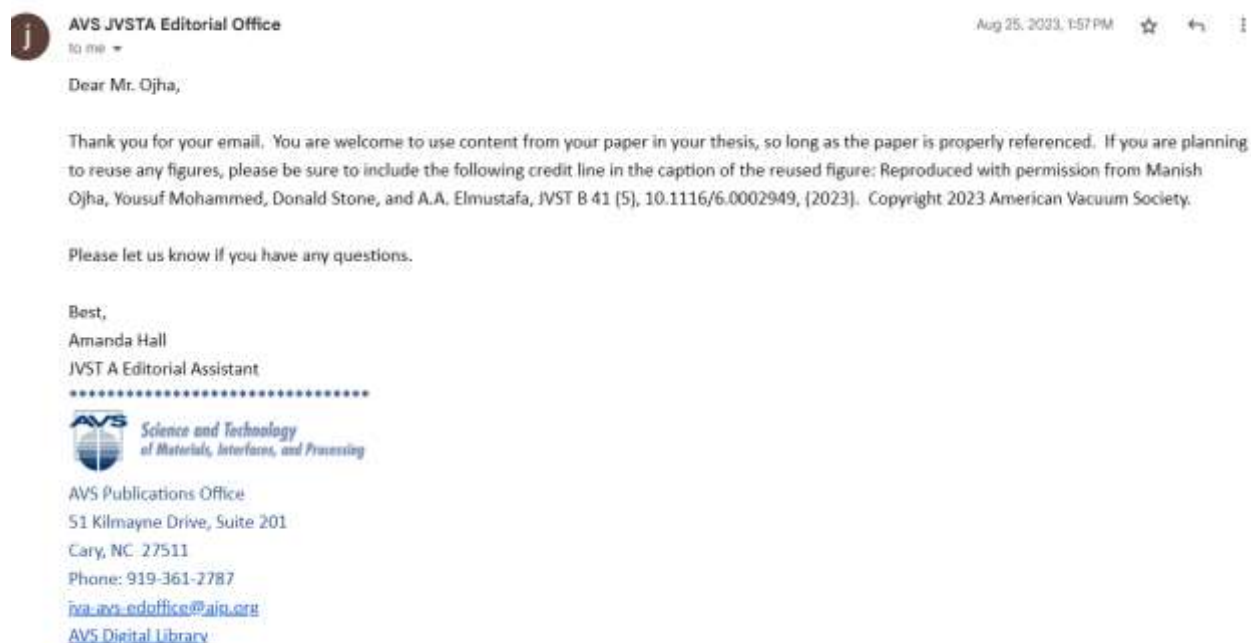 j
AVS JVSTA Editorial Office
Aug 25, 2023, 1:57 PM
to me
Dear Mr. Ojha,
Thank you for your email. You are welcome to use content from your paper in your thesis, so long as the paper is properly referenced. If you are planning
to reuse any figures, please be sure to include the following credit line in the caption of the reused figure: Reproduced with permission from Manish
Ojha, Yousuf Mohammed, Donald Stone, and A.A. Elmustafa, JVST B 41 (5), 10.1116/6.0002949, (2023). Copyright 2023 American Vacuum Society.
Please let us know if you have any questions.
Best,
Amanda Hall
JVST A Editorial Assistant
AVS
Science and Technology
of Materials, Interfaces, and Processing
AVS Publications Office
51 Kilmayne Drive, Suite 201
Cary, NC 27511
Phone: 919-361-2787
jva-avs-edoffice@aip.org
AVS Digital Library